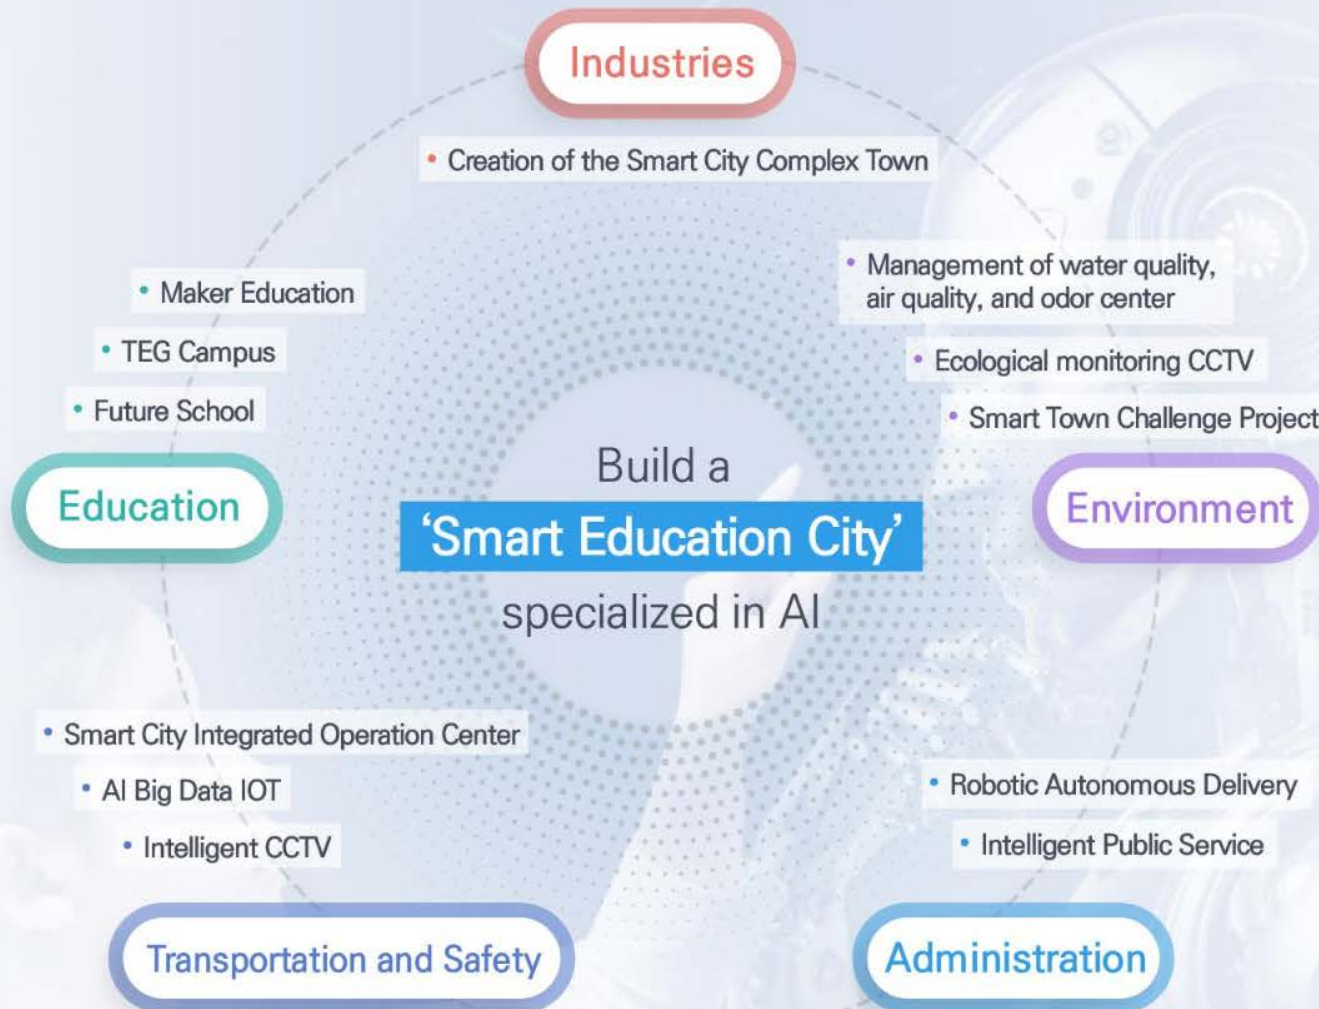 Industries
• Creation of the Smart City Complex Town
• Maker Education
• TEG Campus
• Future School
Education
• Management of water quality,
air quality, and odor center
• Ecological monitoring CCTV
• Smart Town Challenge Project
Environment
Build a
‘Smart Education City’
specialized in AI
• Smart City Integrated Operation Center
• AI Big Data IOT
• Intelligent CCTV
Transportation and Safety
• Robotic Autonomous Delivery
• Intelligent Public Service
Administration